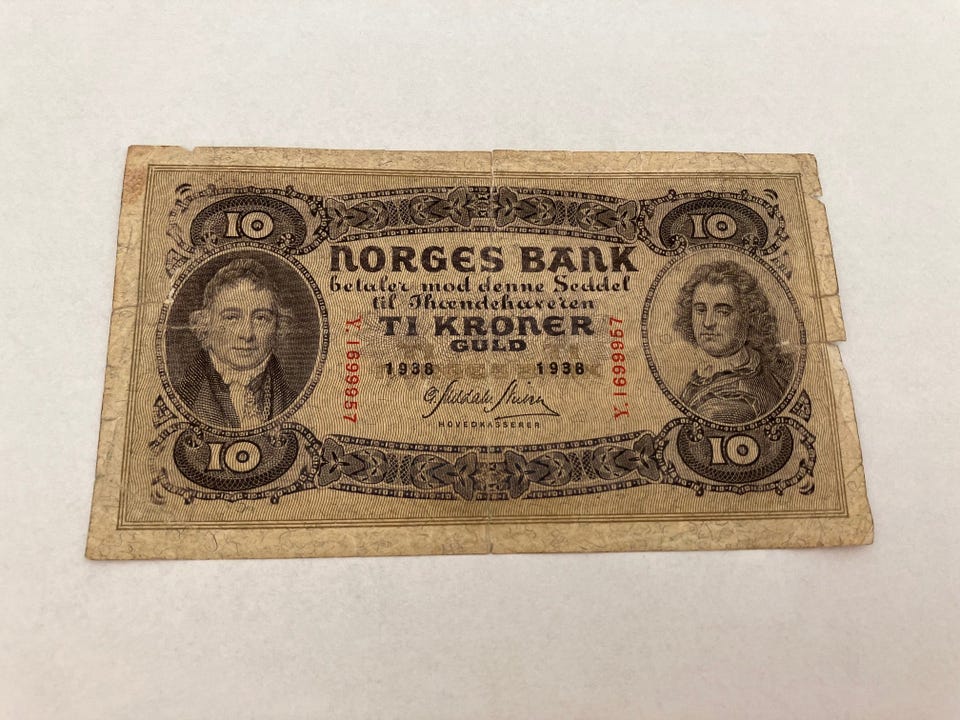 10 10
NORGES BANK
betaler mod denne Seddel
til Ihændehaveren
TI KRONER
GULD
1938 1938
HOVEDKASSERER
Y. 1699957
Y. 1699957
10 10